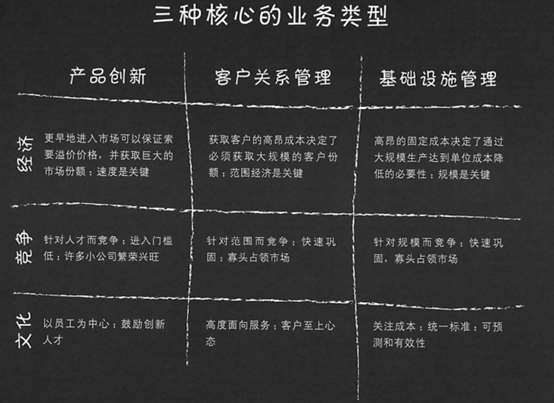 三种核心的业务类型
产品创新
客户关系管理
基础设施管理
经济
更早地进入市场可以保证索
要溢价价格，并获取巨大的
市场份额；速度是关键
获取客户的高昂成本决定了
必须获取大规模的客户份
额；范围经济是关键
高昂的固定成本决定了通过
大规模生产达到单位成本降
低的必要性；规模是关键
竞争
针对人才而竞争；进入门槛
低；许多小公司繁荣兴旺
针对范围而竞争；快速巩
固；寡头占领市场
针对规模而竞争；快速巩
固，寡头占领市场
文化
以员工为中心；鼓励创新
人才
高度面向服务；客户至上心
态
关注成本；统一标准；可预
测和有效性